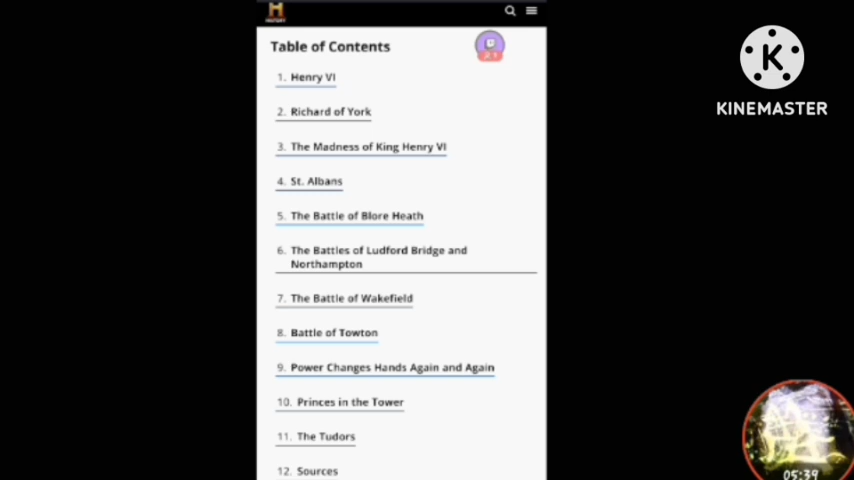 HISTORY
Table of Contents
1. Henry VI
2. Richard of York
3. The Madness of King Henry VI
4. St. Albans
5. The Battle of Blore Heath
6. The Battles of Ludford Bridge and
Northampton
7. The Battle of Wakefield
8. Battle of Towton
9. Power Changes Hands Again and Again
10. Princes in the Tower
11. The Tudors
12. Sources
K
KINEMASTER
05:39